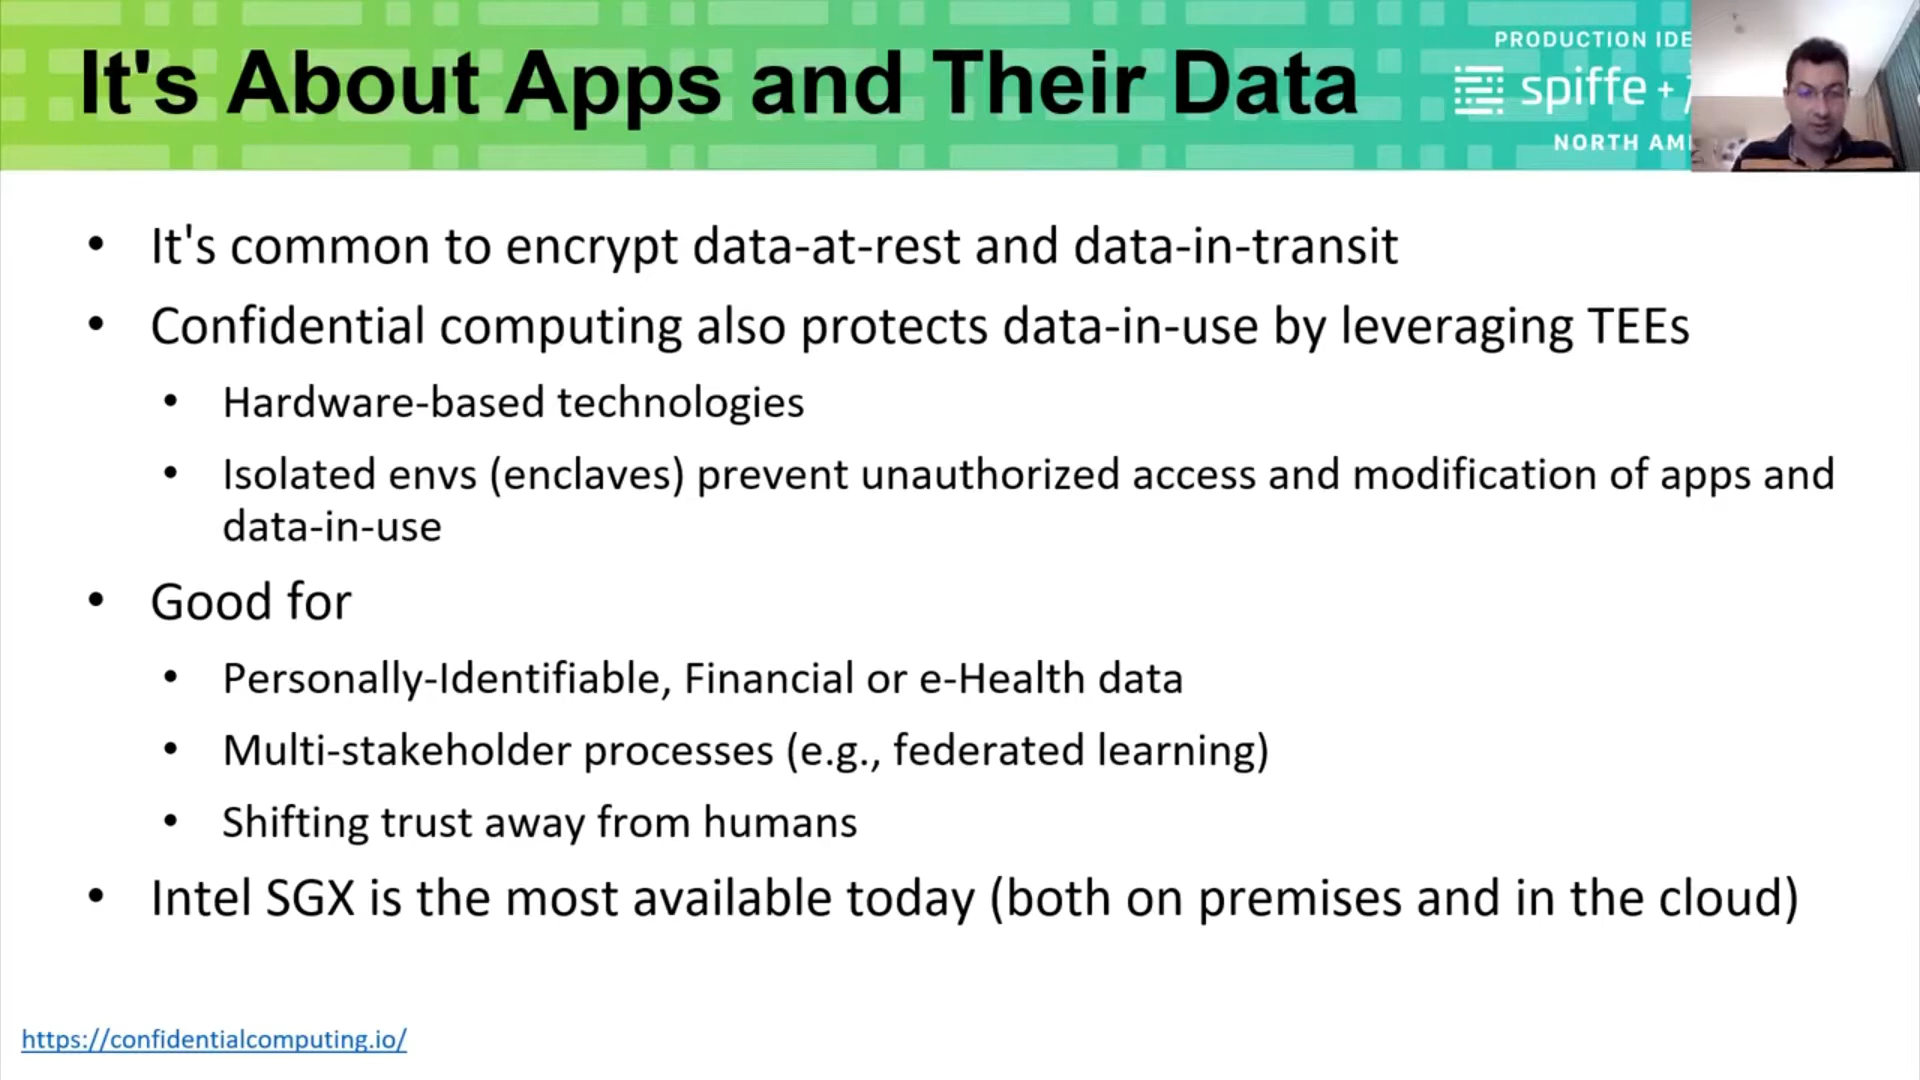 It's About Apps and Their Data
PRODUCTION IDE
spiffe +
NORTH AM
• It's common to encrypt data-at-rest and data-in-transit
• Confidential computing also protects data-in-use by leveraging TEEs
• Hardware-based technologies
• Isolated envs (enclaves) prevent unauthorized access and modification of apps and
data-in-use
• Good for
• Personally-Identifiable, Financial or e-Health data
• Multi-stakeholder processes (e.g., federated learning)
• Shifting trust away from humans
• Intel SGX is the most available today (both on premises and in the cloud)
https://confidentialcomputing.io/